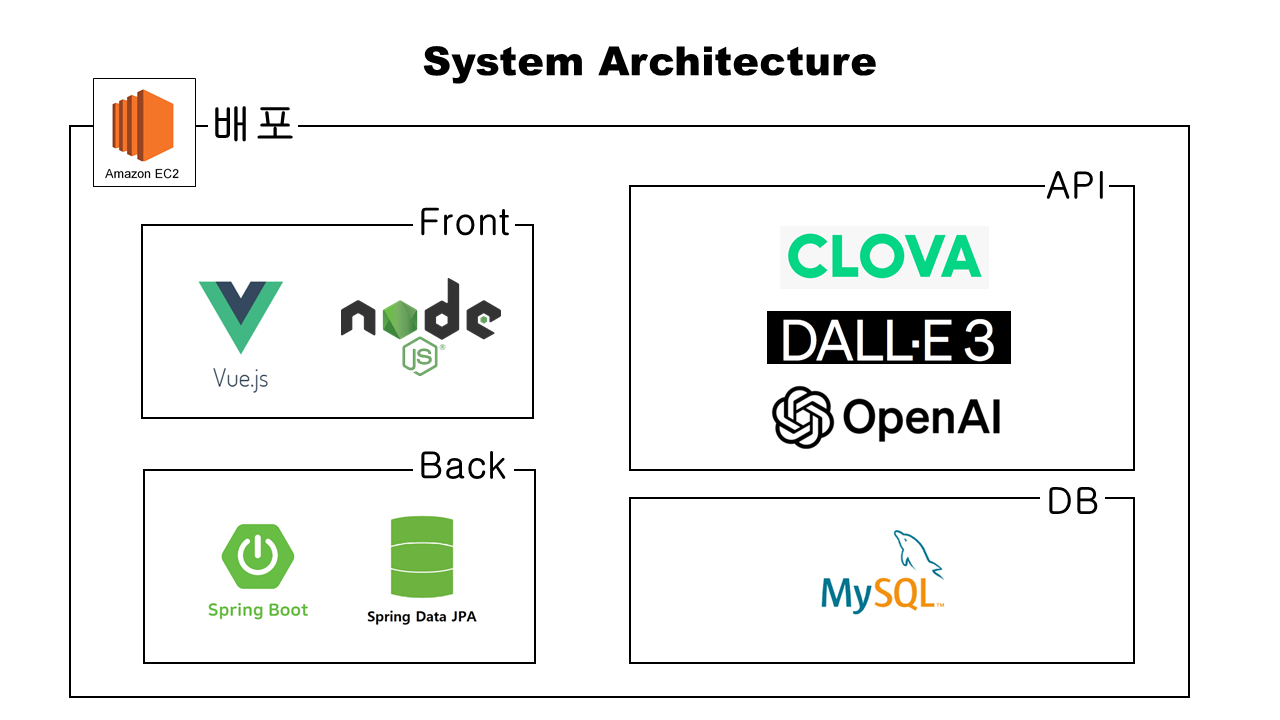 System Architecture
Amazon EC2
배포
Front
Vue.js
node
JS®
Back
Spring Boot
Spring Data JPA
API
CLOVA
DALL·E 3
OpenAI
DB
MySQL™